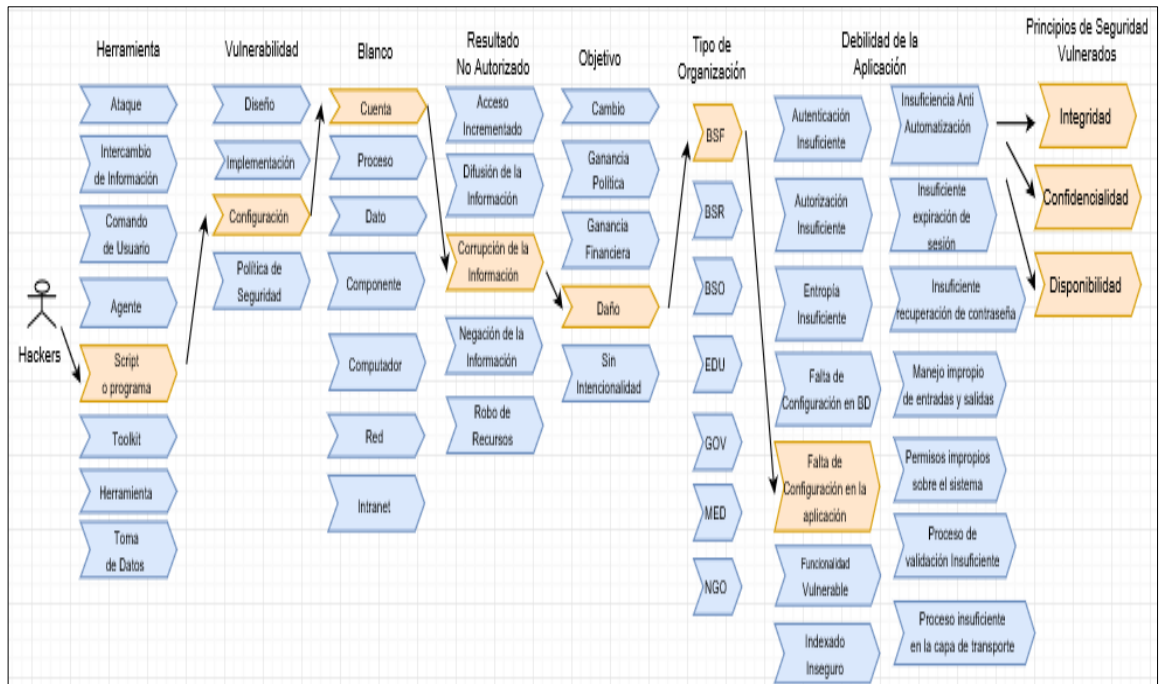 Herramienta
Vulnerabilidad
Blanco
Resultado
No Autorizado
Objetivo
Tipo de
Organización
Debilidad de la
Aplicación
Principios de Seguridad
Vulnerados
Hackers
Ataque
Intercambio
de Información
Comando
de Usuario
Agente
Script
o programa
Toolkit
Herramienta
Toma
de Datos
Diseño
Implementación
Configuración
Política de
Seguridad
Cuenta
Proceso
Dato
Componente
Computador
Red
Intranet
Acceso
Incrementado
Difusión de la
Información
Corrupción de la
Información
Negación de la
Información
Robo de
Recursos
Cambio
Ganancia
Política
Ganancia
Financiera
Daño
Sin
Intencionalidad
BSF
BSR
BSO
EDU
GOV
MED
NGO
Autenticación
Insuficiente
Autorización
Insuficiente
Entropía
Insuficiente
Falta de
Configuración en BD
Falta de
Configuración en la
aplicación
Funcionalidad
Vulnerable
Indexado
Inseguro
Insuficiencia Anti
Automatización
Insuficiente
expiración de
sesión
Insuficiente
recuperación de contraseña
Manejo impropio
de entradas y salidas
Permisos impropios
sobre el sistema
Proceso de
validación Insuficiente
Proceso insuficiente
en la capa de transporte
Integridad
Confidencialidad
Disponibilidad